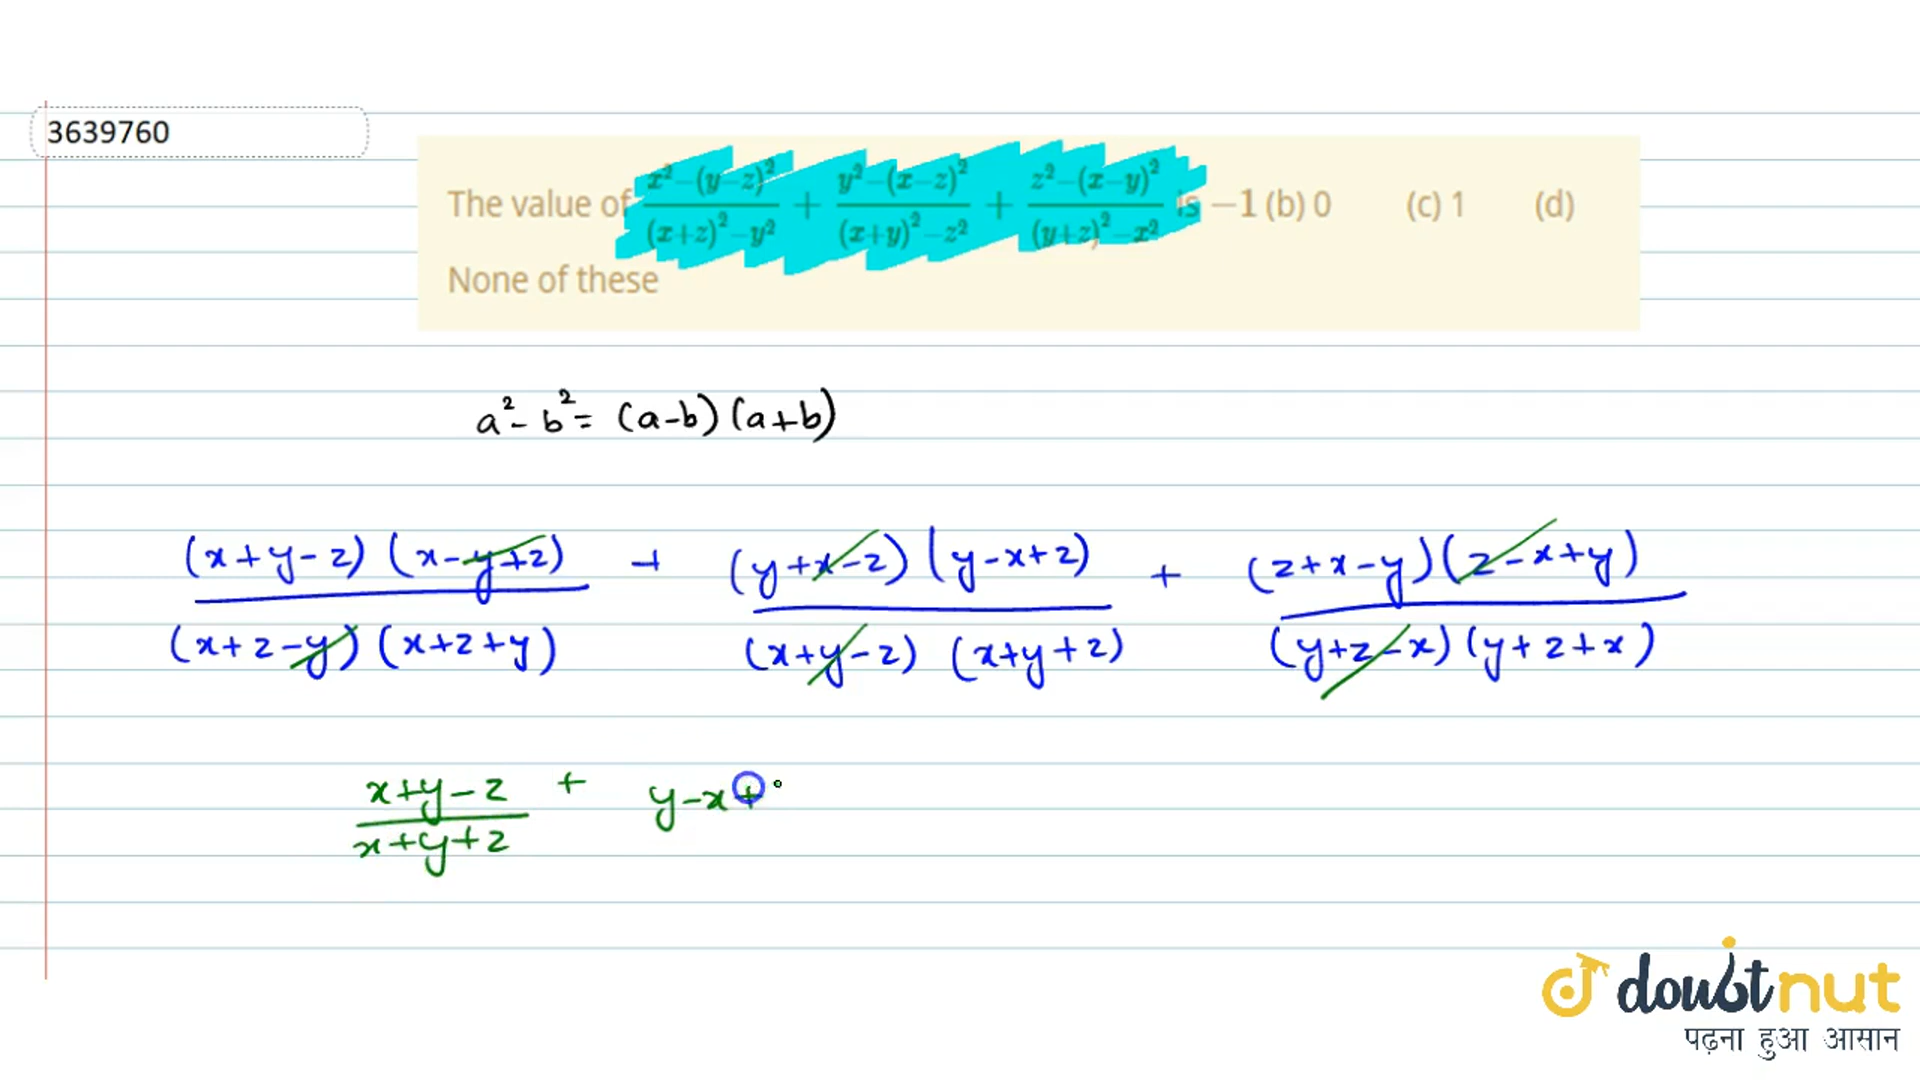 3639760
The value of x²−(y−z)²/(x+z)²−y² + y²−(x−z)²/(x+y)²−z² + z²−(x−y)²/(y+z)²−x² is −1 (b) 0 (c) 1 (d)
None of these
a² - b² = (a-b) (a+b)
(x+y-z) (x-y+z) + (y+x-z) (y-x+z) + (z+x-y) (z-x+y)
(x+z-y) (x+z+y) (x+y-z) (x+y+z) (y+z-x) (y+z+x)
x+y-z + y-x+
x+y+z
doubtnut
पढ़ना हुआ आसान